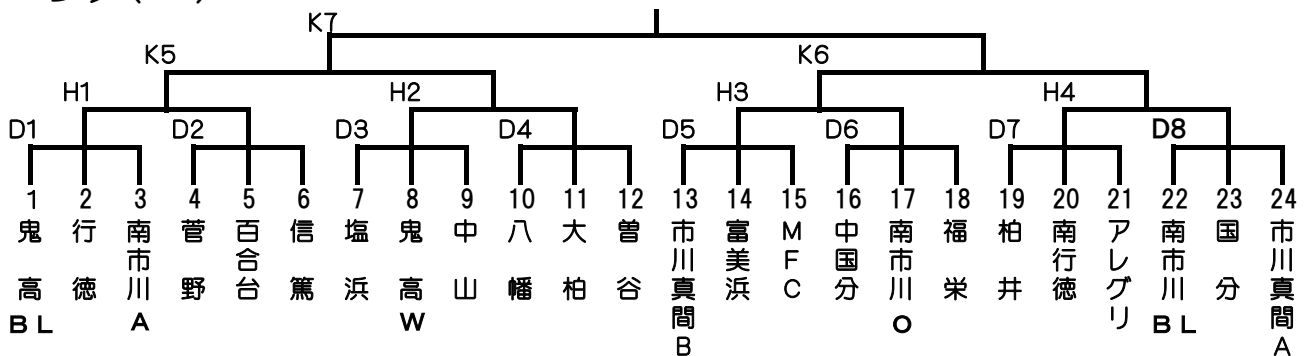 K7
K5 K6
H1 H2 H3 H4
D1 D2 D3 D4 D5 D6 D7 D8
1 2 3 4 5 6 7 8 9 10 11 12 13 14 15 16 17 18 19 20 21 22 23 24
鬼高BL
行徳
南市川A
菅野
百合台
信篤
塩浜
鬼高W
中山
八幡
大柏
曽谷
市川真間B
富美浜
MFC
中国分
南市川O
福栄
柏井
南行徳
アレグリ
南市川BL
国分
市川真間A